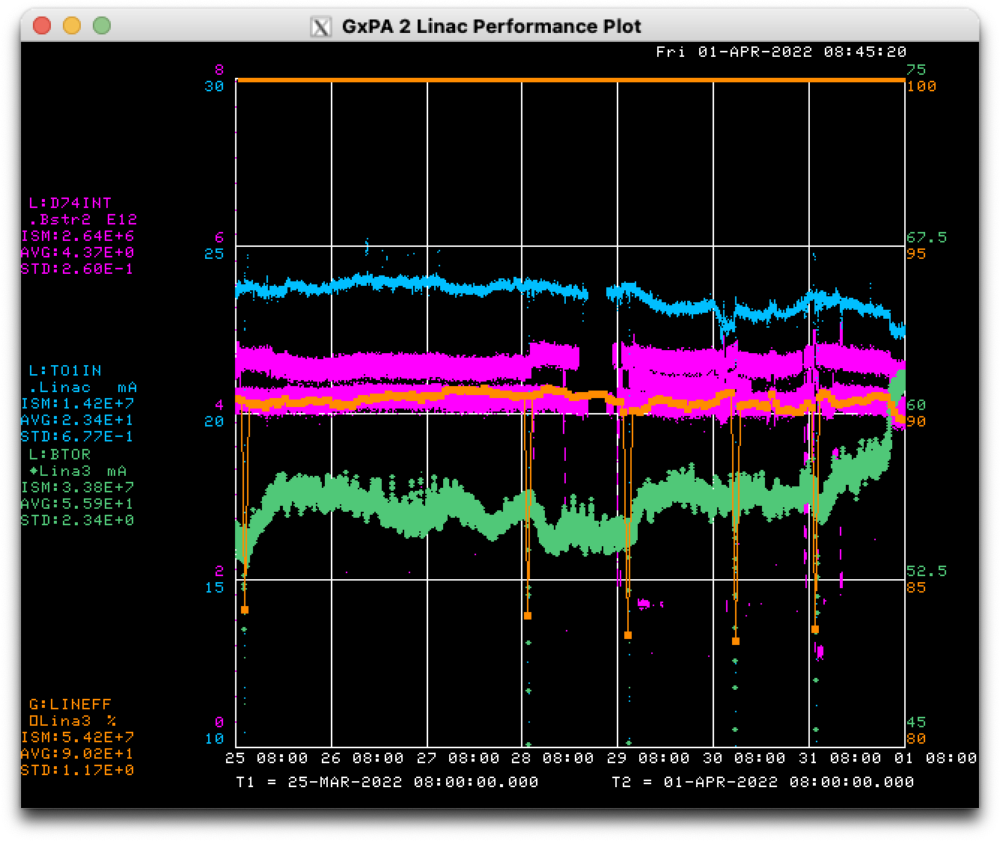 GxPA 2 Linac Performance Plot
Fri 01-APR-2022 08:45:20
8
30
75
100
L:D74INT
.Bstr2 E12
ISM:2.64E+6
AVG:4.37E+0
STD:2.60E-1
6
25
67.5
95
L:TO1IN
.Linac mA
ISM:1.42E+7
AVG:2.34E+1
STD:6.77E-1
4
20
60
90
L:BTOR
Lina3 mA
ISM:3.38E+7
AVG:5.59E+1
STD:2.34E+0
2
15
52.5
85
G:LINEFF
Lina3 %
ISM:5.42E+7
AVG:9.02E+1
STD:1.17E+0
0
10
45
80
25 08:00 26 08:00 27 08:00 28 08:00 29 08:00 30 08:00 31 08:00 01 08:00
T1 = 25-MAR-2022 08:00:00.000 T2 = 01-APR-2022 08:00:00.000